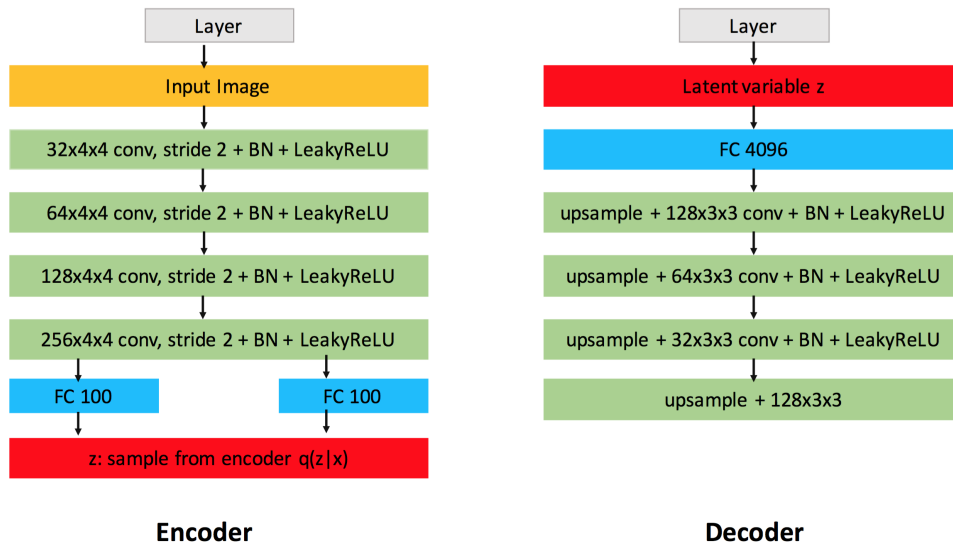 Layer
Input Image
32x4x4 conv, stride 2 + BN + LeakyReLU
64x4x4 conv, stride 2 + BN + LeakyReLU
128x4x4 conv, stride 2 + BN + LeakyReLU
256x4x4 conv, stride 2 + BN + LeakyReLU
FC 100
FC 100
z: sample from encoder q(z|x)
Encoder
Layer
Latent variable z
FC 4096
upsample + 128x3x3 conv + BN + LeakyReLU
upsample + 64x3x3 conv + BN + LeakyReLU
upsample + 32x3x3 conv + BN + LeakyReLU
upsample + 128x3x3
Decoder